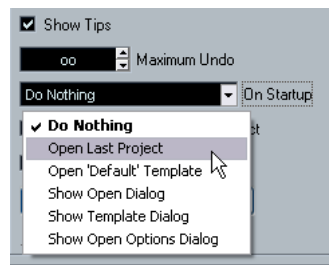 Show Tips
oo Maximum Undo
Do Nothing On Startup
Do Nothing
Open Last Project
Open 'Default' Template
Show Open Dialog
Show Template Dialog
Show Open Options Dialog